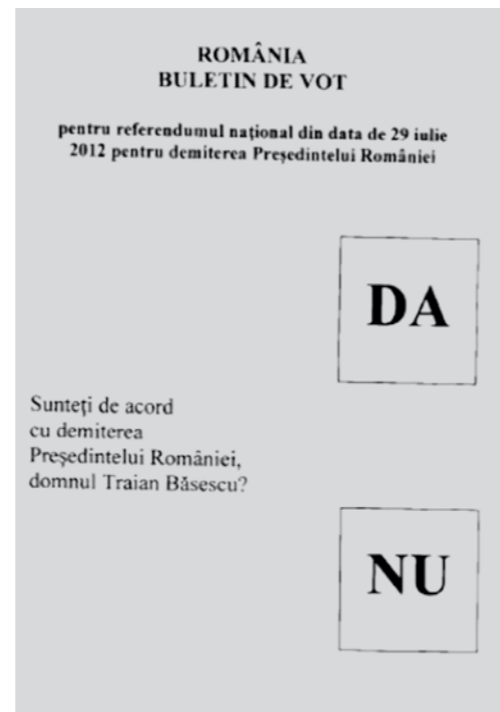 ROMÂNIA
BULETIN DE VOT
pentru referendumul național din data de 29 iulie
2012 pentru demiterea Președintelui României
DA
Sunteți de acord
cu demiterea
Președintelui României,
domnul Traian Băsescu?
NU